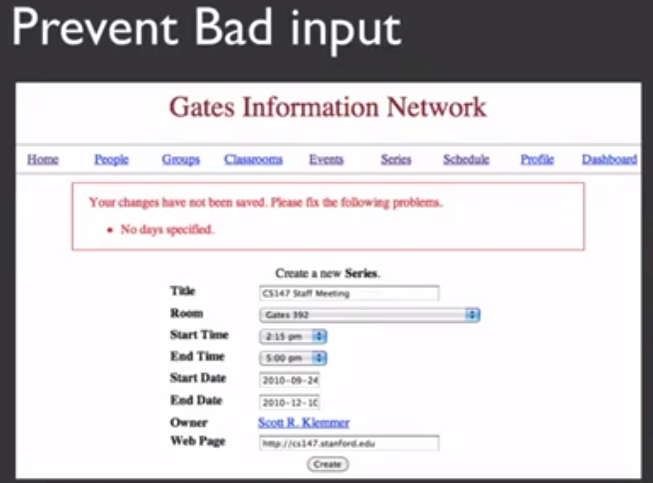 Prevent Bad input
Gates Information Network
Home People Groups Classrooms Events Series Schedule Profile Dashboard
Your changes have not been saved. Please fix the following problems.
• No days specified.
Create a new Series.
Title CS147 Staff Meeting
Room Gates 392
Start Time 2:15 pm
End Time 5:00 pm
Start Date 2010-09-24
End Date 2010-12-10
Owner Scott R. Klemmer
Web Page http://cs147.stanford.edu
Create